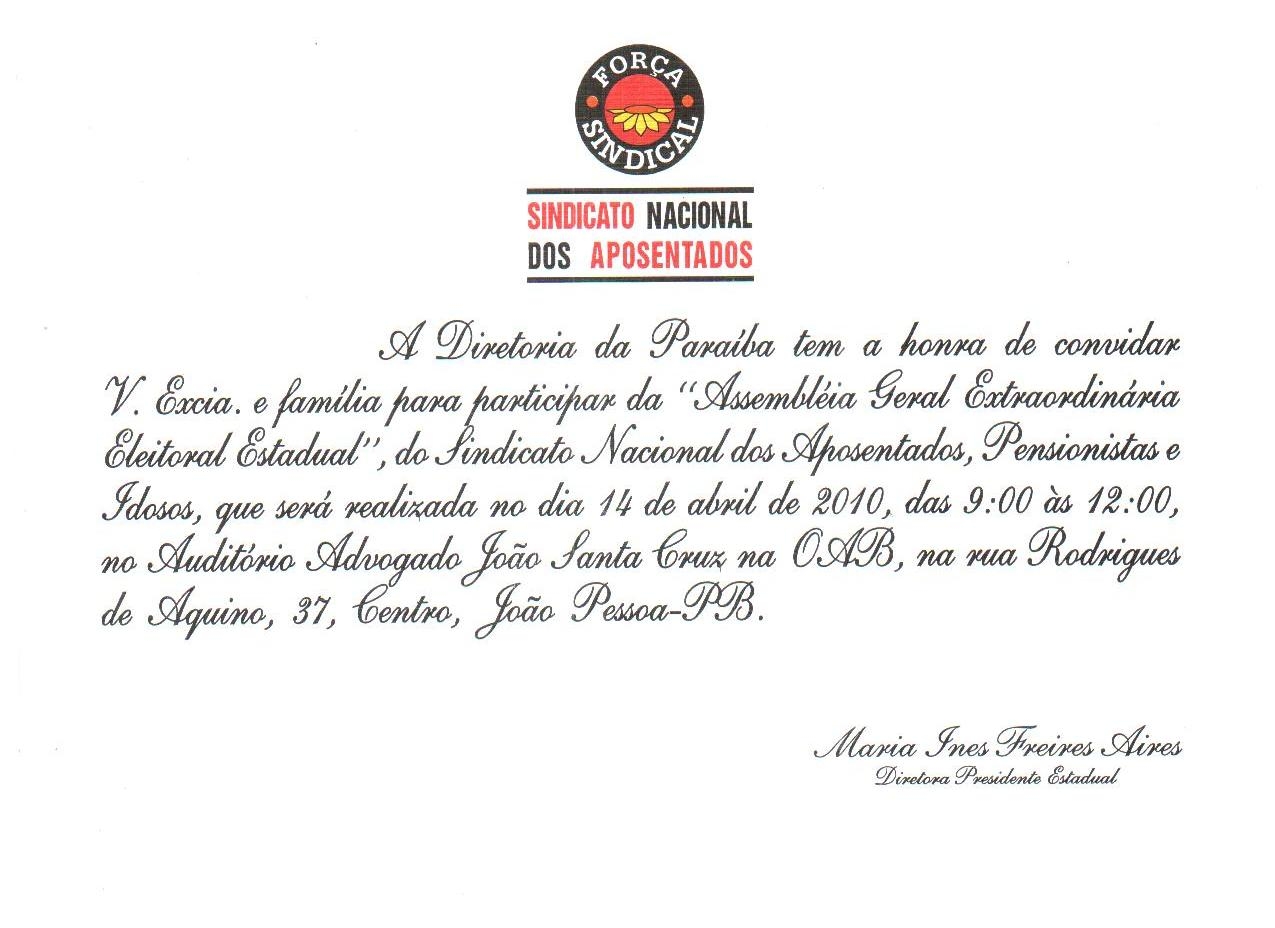 FORÇA
SINDICAL
SINDICATO NACIONAL
DOS APOSENTADOS
A Diretoria da Paraíba tem a honra de convidar
V. Excia. e família para participar da “Assembléia Geral Extraordinária
Eleitoral Estadual”, do Sindicato Nacional dos Aposentados, Pensionistas e
Idosos, que será realizada no dia 14 de abril de 2010, das 9:00 às 12:00,
no Auditório Advogado João Santa Cruz na OAB, na rua Rodrigues
de Aquino, 37, Centro, João Pessoa-PB.
Maria Ines Freires Aires
Diretora Presidente Estadual